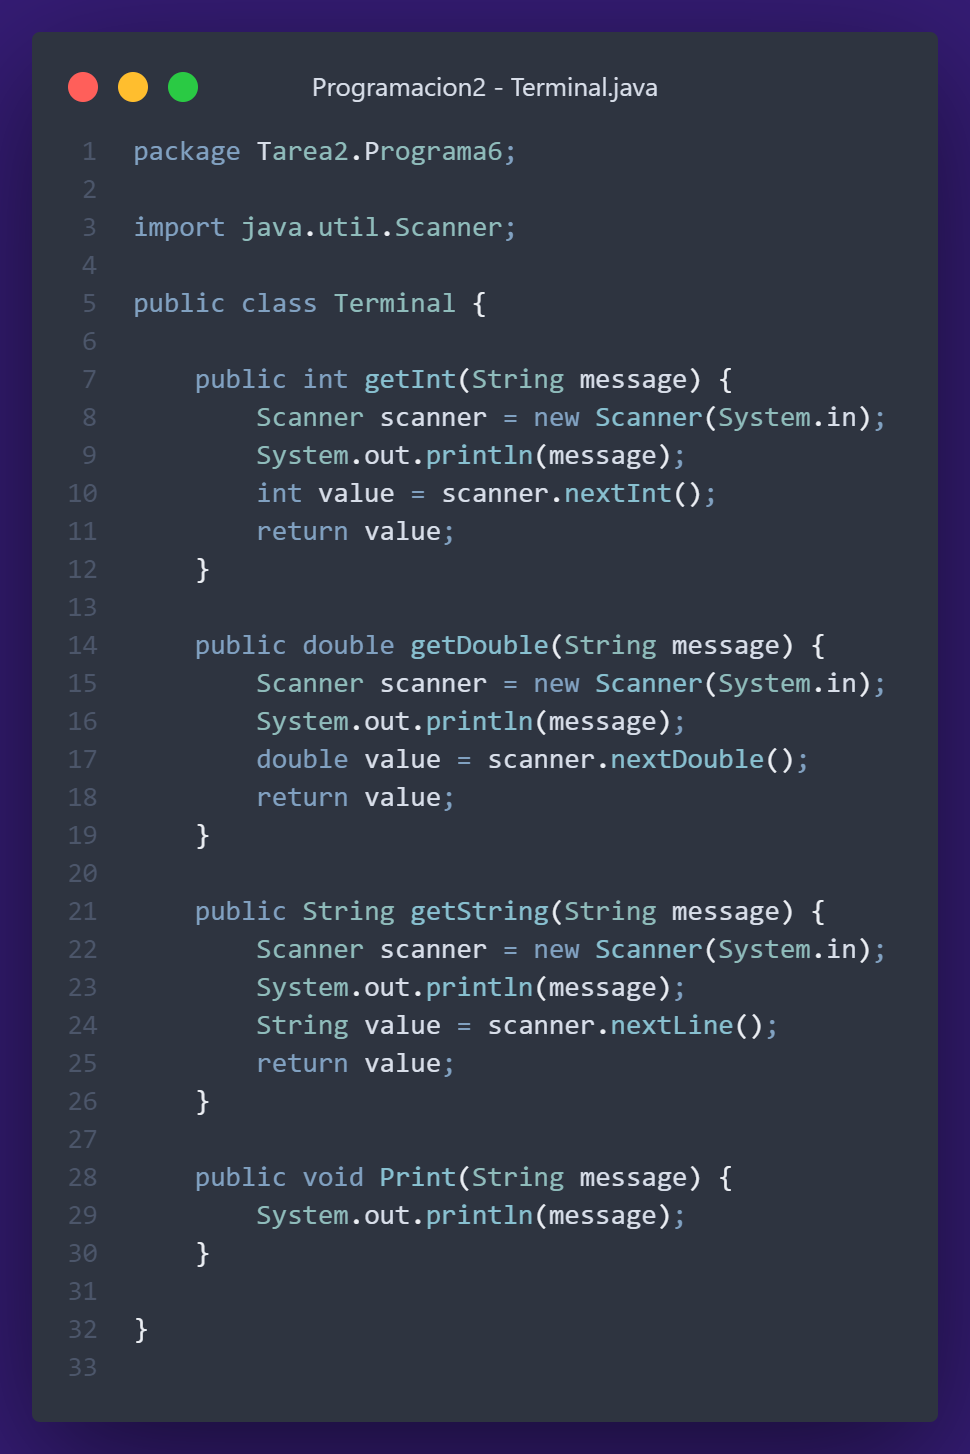 Programacion2 - Terminal.java
1 package Tarea2.Programa6;
2
3 import java.util.Scanner;
4
5 public class Terminal {
6
7     public int getInt(String message) {
8         Scanner scanner = new Scanner(System.in);
9         System.out.println(message);
10         int value = scanner.nextInt();
11         return value;
12     }
13
14     public double getDouble(String message) {
15         Scanner scanner = new Scanner(System.in);
16         System.out.println(message);
17         double value = scanner.nextDouble();
18         return value;
19     }
20
21     public String getString(String message) {
22         Scanner scanner = new Scanner(System.in);
23         System.out.println(message);
24         String value = scanner.nextLine();
25         return value;
26     }
27
28     public void Print(String message) {
29         System.out.println(message);
30     }
31
32 }
33